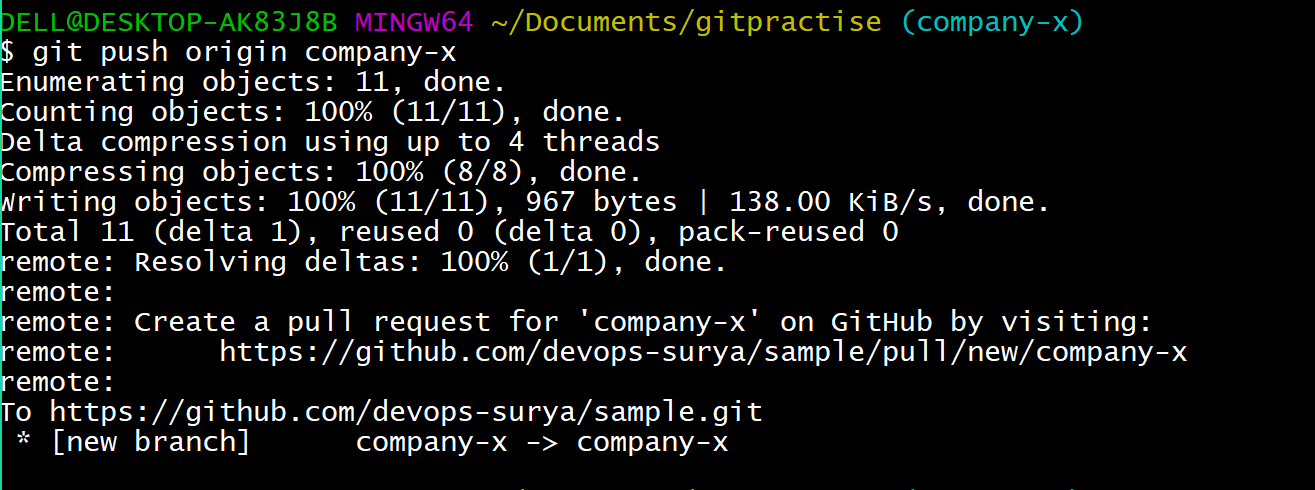 DELL@DESKTOP-AK83J8B MINGW64 ~/Documents/gitpractise (company-x)
$ git push origin company-x
Enumerating objects: 11, done.
Counting objects: 100% (11/11), done.
Delta compression using up to 4 threads
Compressing objects: 100% (8/8), done.
Writing objects: 100% (11/11), 967 bytes | 138.00 KiB/s, done.
Total 11 (delta 1), reused 0 (delta 0), pack-reused 0
remote: Resolving deltas: 100% (1/1), done.
remote:
remote: Create a pull request for 'company-x' on GitHub by visiting:
remote:      https://github.com/devops-surya/sample/pull/new/company-x
remote:
To https://github.com/devops-surya/sample.git
 * [new branch]      company-x -> company-x